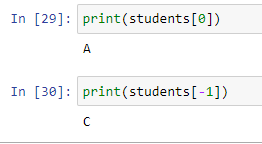 In [29]: print(students[0])
A
In [30]: print(students[-1])
C